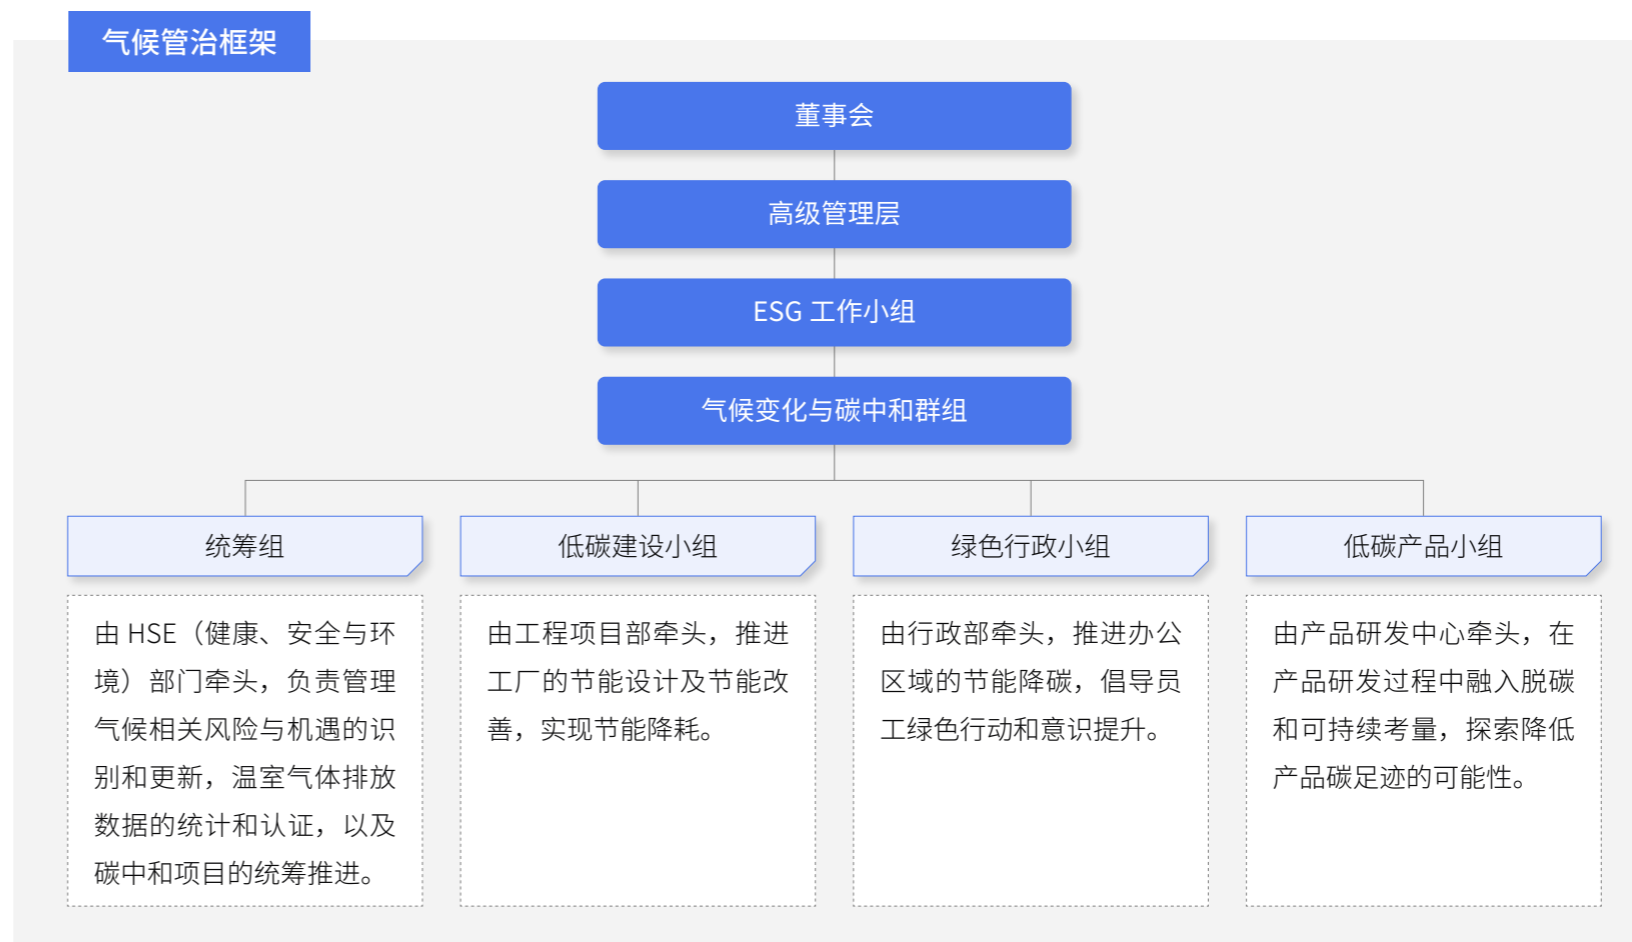 气候管治框架
董事会
高级管理层
ESG 工作小组
气候变化与碳中和群组
统筹组
由 HSE（健康、安全与环
境）部门牵头，负责管理
气候相关风险与机遇的识
别和更新，温室气体排放
数据的统计和认证，以及
碳中和项目的统筹推进。
低碳建设小组
由工程项目部牵头，推进
工厂的节能设计及节能改
善，实现节能降耗。
绿色行政小组
由行政部牵头，推进办公
区域的节能降碳，倡导员
工绿色行动和意识提升。
低碳产品小组
由产品研发中心牵头，在
产品研发过程中融入脱碳
和可持续考量，探索降低
产品碳足迹的可能性。